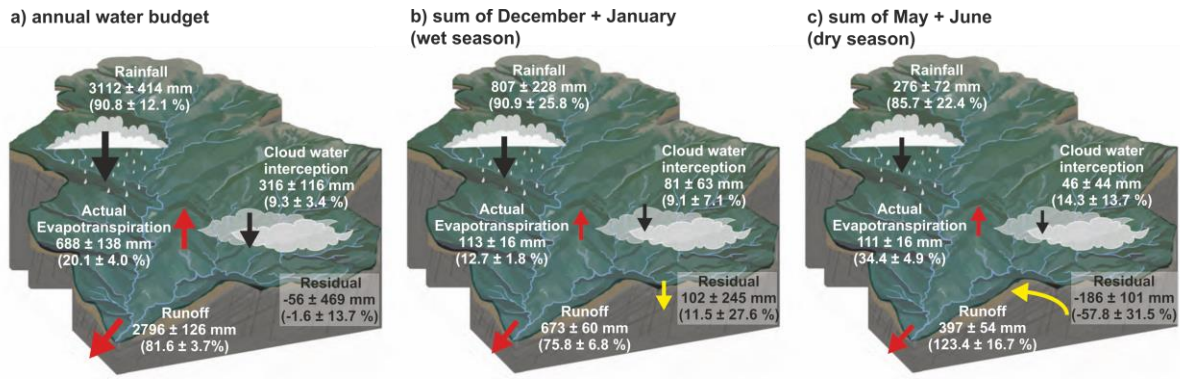 a) annual water budget
Rainfall
3112 ± 414 mm
(90.8 ± 12.1 %)
Cloud water
interception
316 ± 116 mm
(9.3 ± 3.4 %)
Actual
Evapotranspiration
688 ± 138 mm
(20.1 ± 4.0 %)
Residual
-56 ± 469 mm
(-1.6 ± 13.7 %)
Runoff
2796 ± 126 mm
(81.6 ± 3.7%)
b) sum of December + January
(wet season)
Rainfall
807 ± 228 mm
(90.9 ± 25.8 %)
Cloud water
interception
81 ± 63 mm
(9.1 ± 7.1 %)
Actual
Evapotranspiration
113 ± 16 mm
(12.7 ± 1.8 %)
Residual
102 ± 245 mm
(11.5 ± 27.6 %)
Runoff
673 ± 60 mm
(75.8 ± 6.8 %)
c) sum of May + June
(dry season)
Rainfall
276 ± 72 mm
(85.7 ± 22.4 %)
Cloud water
interception
46 ± 44 mm
(14.3 ± 13.7 %)
Actual
Evapotranspiration
111 ± 16 mm
(34.4 ± 4.9 %)
Residual
-186 ± 101 mm
(-57.8 ± 31.5 %)
Runoff
397 ± 54 mm
(123.4 ± 16.7 %)